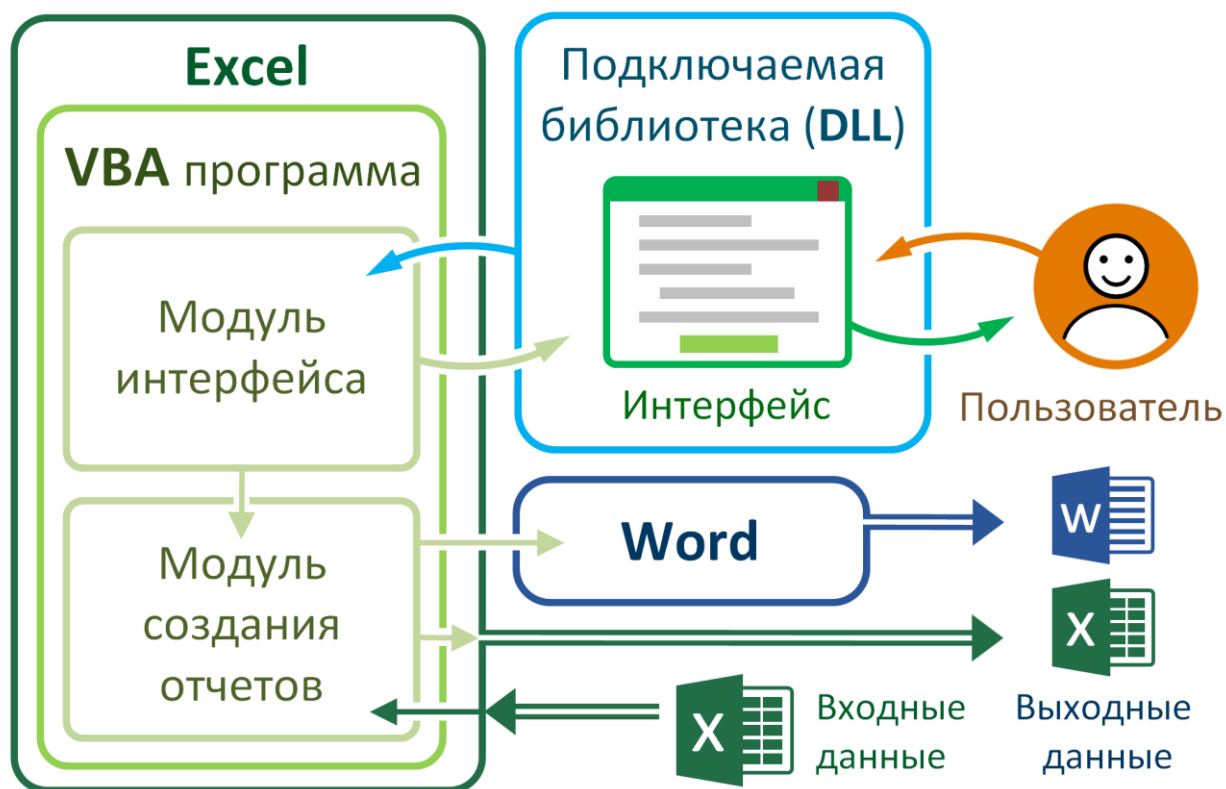 Excel
VBA программа
Модуль
интерфейса
Модуль
создания
отчетов
Подключаемая
библиотека (DLL)
Интерфейс
Пользователь
Word
W
X
X
Входные
данные
Выходные
данные